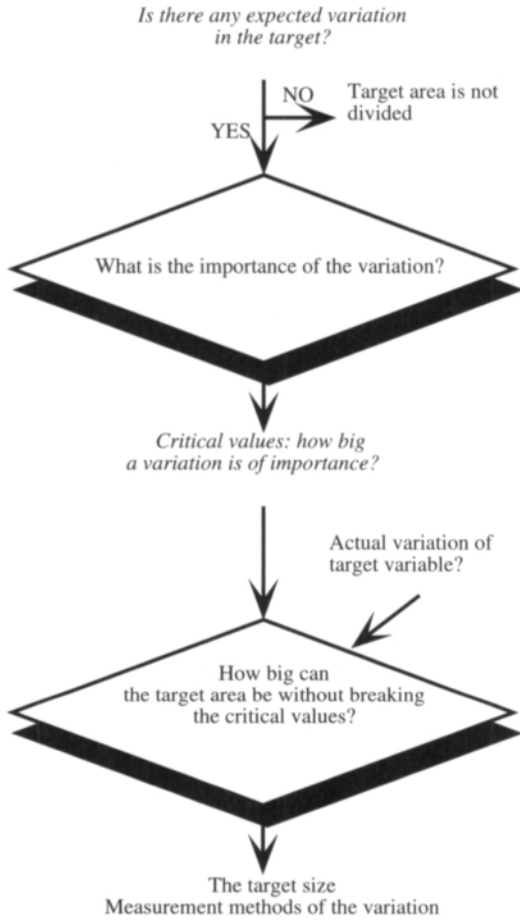 Is there any expected variation
in the target?
NO
Target area is not
divided
YES
What is the importance of the variation?
Critical values: how big
a variation is of importance?
Actual variation of
target variable?
How big can
the target area be without breaking
the critical values?
The target size
Measurement methods of the variation